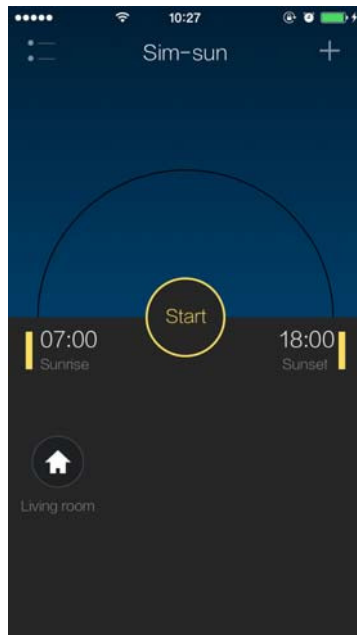 10:27
Sim-sun
Start
07:00
Sunrise
18:00
Sunset
Living room